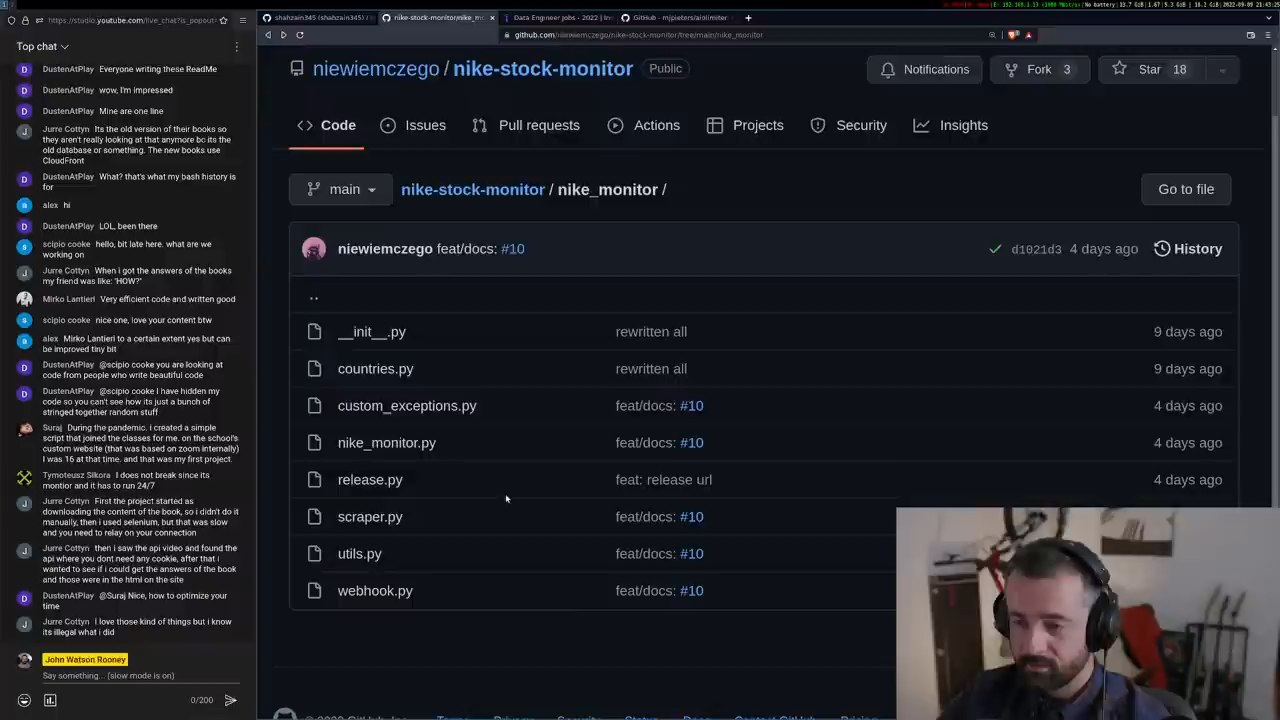 https://studio.youtube.com/live_chat?is_popout=
Top chat
DustenAtPlay Everyone writing these ReadMe
DustenAtPlay wow, I'm impressed
DustenAtPlay Mine are one line
Jurre Cottyn Its the old version of their books so
they aren't really looking at that anymore bc its the
old database or something. The new books use
CloudFront
DustenAtPlay What? that's what my bash history is
for
alex hi
DustenAtPlay LOL, been there
scipio cooke hello, bit late here. what are we
working on
Jurre Cottyn When i got the answers of the books
my friend was like: 'HOW?'
Mirko Lantieri Very efficient code and written good
scipio cooke nice one, love your content btw
alex Mirko Lantieri to a certain extent yes but can
be improved tiny bit
DustenAtPlay @scipio cooke you are looking at
code from people who write beautiful code
DustenAtPlay @scipio cooke I have hidden my
code so you can't see how its just a bunch of
stringed together random stuff
Suraj During the pandemic. i created a simple
script that joined the classes for me. on the school's
custom website (that was based on zoom internally)
I was 16 at that time. and that was my first project.
Tymoteusz Sikora I does not break since its
montior and it has to run 24/7
Jurre Cottyn First the project started as
downloading the content of the book, so i didn't do it
manually, then i used selenium, but that was slow
and you need to relay on your connection
Jurre Cottyn then i saw the api video and found the
api where you dont need any cookie, after that i
wanted to see if i could get the answers of the book
and those were in the html on the site
DustenAtPlay @Suraj Nice, how to optimize your
time
Jurre Cottyn I love those kind of things but i know
its illegal what i did
John Watson Rooney
Say something... (slow mode is on)
0/200
shahzain345 (shahzain345)
nike-stock-monitor/nike_mo
Data Engineer jobs - 2022 | Ind
GitHub - mjpieters/aiolimiter
github.com/niewiemczego/nike-stock-monitor/tree/main/nike_monitor
niewiemczego / nike-stock-monitor Public
Notifications
Fork 3
Star 18
Code
Issues
Pull requests
Actions
Projects
Security
Insights
main
nike-stock-monitor / nike_monitor /
Go to file
niewiemczego feat/docs: #10
d1021d3 4 days ago
History
..
__init__.py rewritten all 9 days ago
countries.py rewritten all 9 days ago
custom_exceptions.py feat/docs: #10 4 days ago
nike_monitor.py feat/docs: #10 4 days ago
release.py feat: release url 4 days ago
scraper.py feat/docs: #10
utils.py feat/docs: #10
webhook.py feat/docs: #10